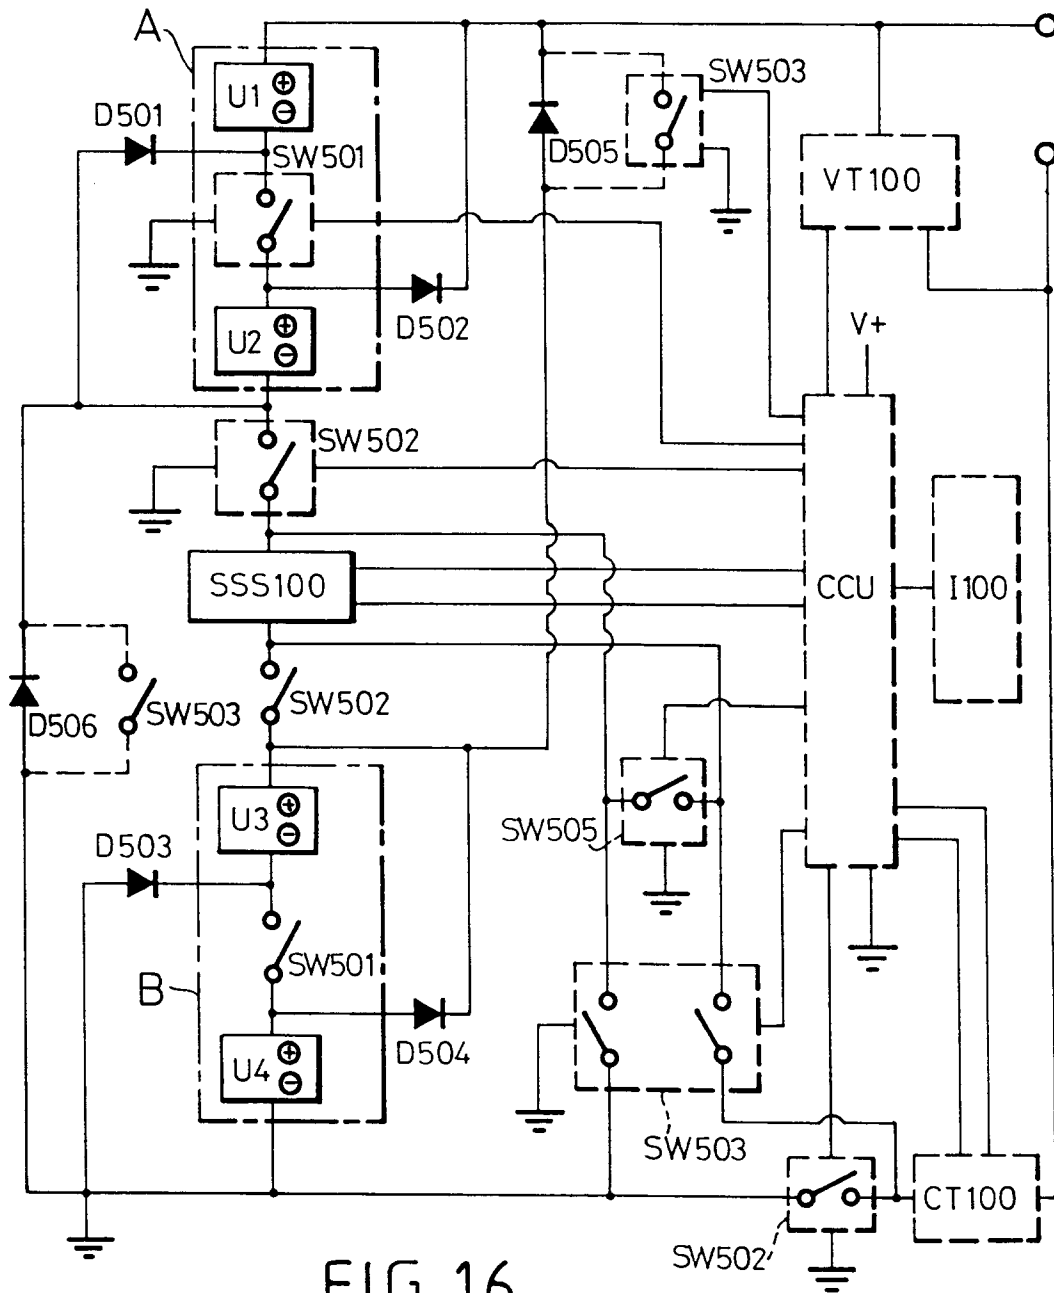 A
U1
⊕
⊖
SW503
D501
SW501
D505
VT100
D502
U2
⊕
⊖
V+
SW502
SSS100
CCU
I100
D506
SW503
SW502
U3
⊕
⊖
SW505
D503
SW501
B
D504
U4
⊕
⊖
SW503
CT100
SW502
FIG.16